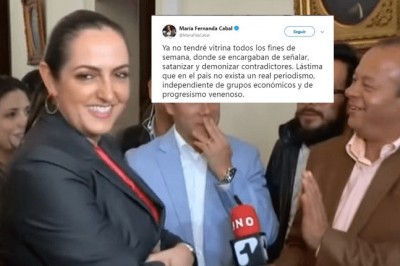 María Fernanda Cabal
@MariaFdaCabal
Seguir
Ya no tendré vitrina todos los fines de
semana, donde se encargaban de señalar,
satanizar y demonizar contradictores. Lástima
que en el país no exista un real periodismo,
independiente de grupos económicos y de
progresismo venenoso.
UNO